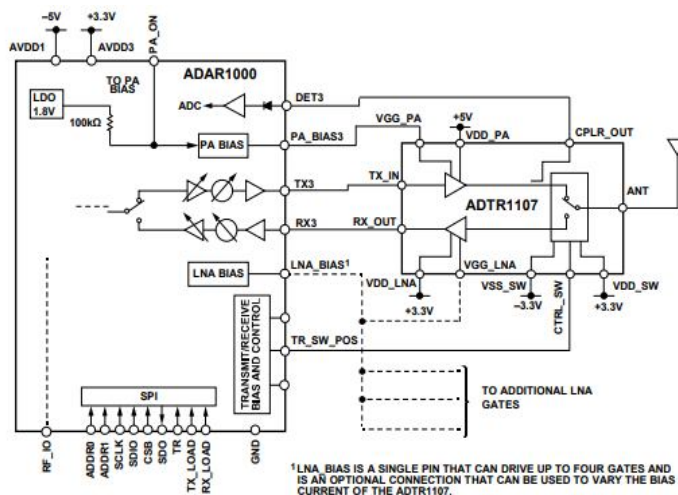 –5V
+3.3V
AVDD1
AVDD3
PA_ON
ADAR1000
TO PA
BIAS
LDO
1.8V
100kΩ
ADC
DET3
PA BIAS
PA_BIAS3
VGG_PA
+5V
VDD_PA
CPLR_OUT
TX3
TX_IN
ANT
ADTR1107
RX3
RX_OUT
LNA BIAS
LNA_BIAS1
VDD_LNA
+3.3V
VGG_LNA
VSS_SW
–3.3V
CTRL_SW
VDD_SW
+3.3V
TRANSMIT/RECEIVE
BIAS AND CONTROL
TR_SW_POS
SPI
TO ADDITIONAL LNA
GATES
RF_IO
ADDR0
ADDR1
SCLK
SDIO
CSB
SDO
TR
TX_LOAD
RX_LOAD
GND
1LNA_BIAS IS A SINGLE PIN THAT CAN DRIVE UP TO FOUR GATES AND
IS AN OPTIONAL CONNECTION THAT CAN BE USED TO VARY THE BIAS
CURRENT OF THE ADTR1107.